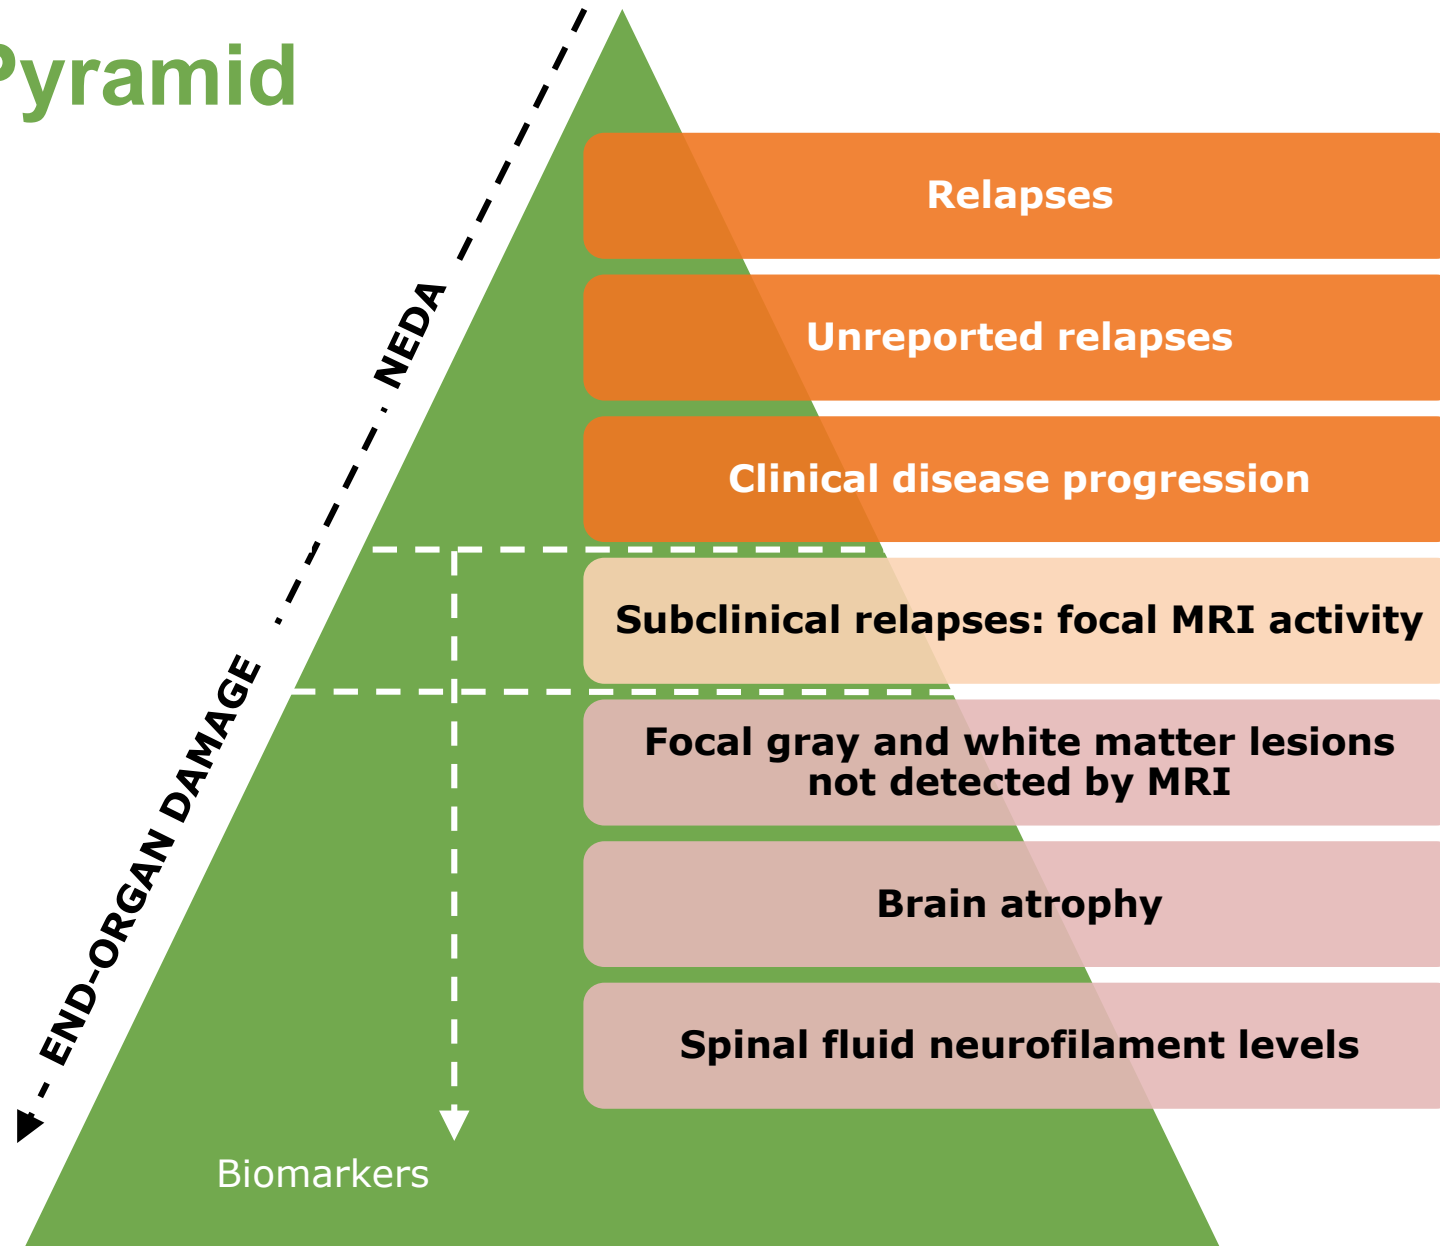 Pyramid
NEDA
END-ORGAN DAMAGE
Relapses
Unreported relapses
Clinical disease progression
Subclinical relapses: focal MRI activity
Focal gray and white matter lesions
not detected by MRI
Brain atrophy
Spinal fluid neurofilament levels
Biomarkers